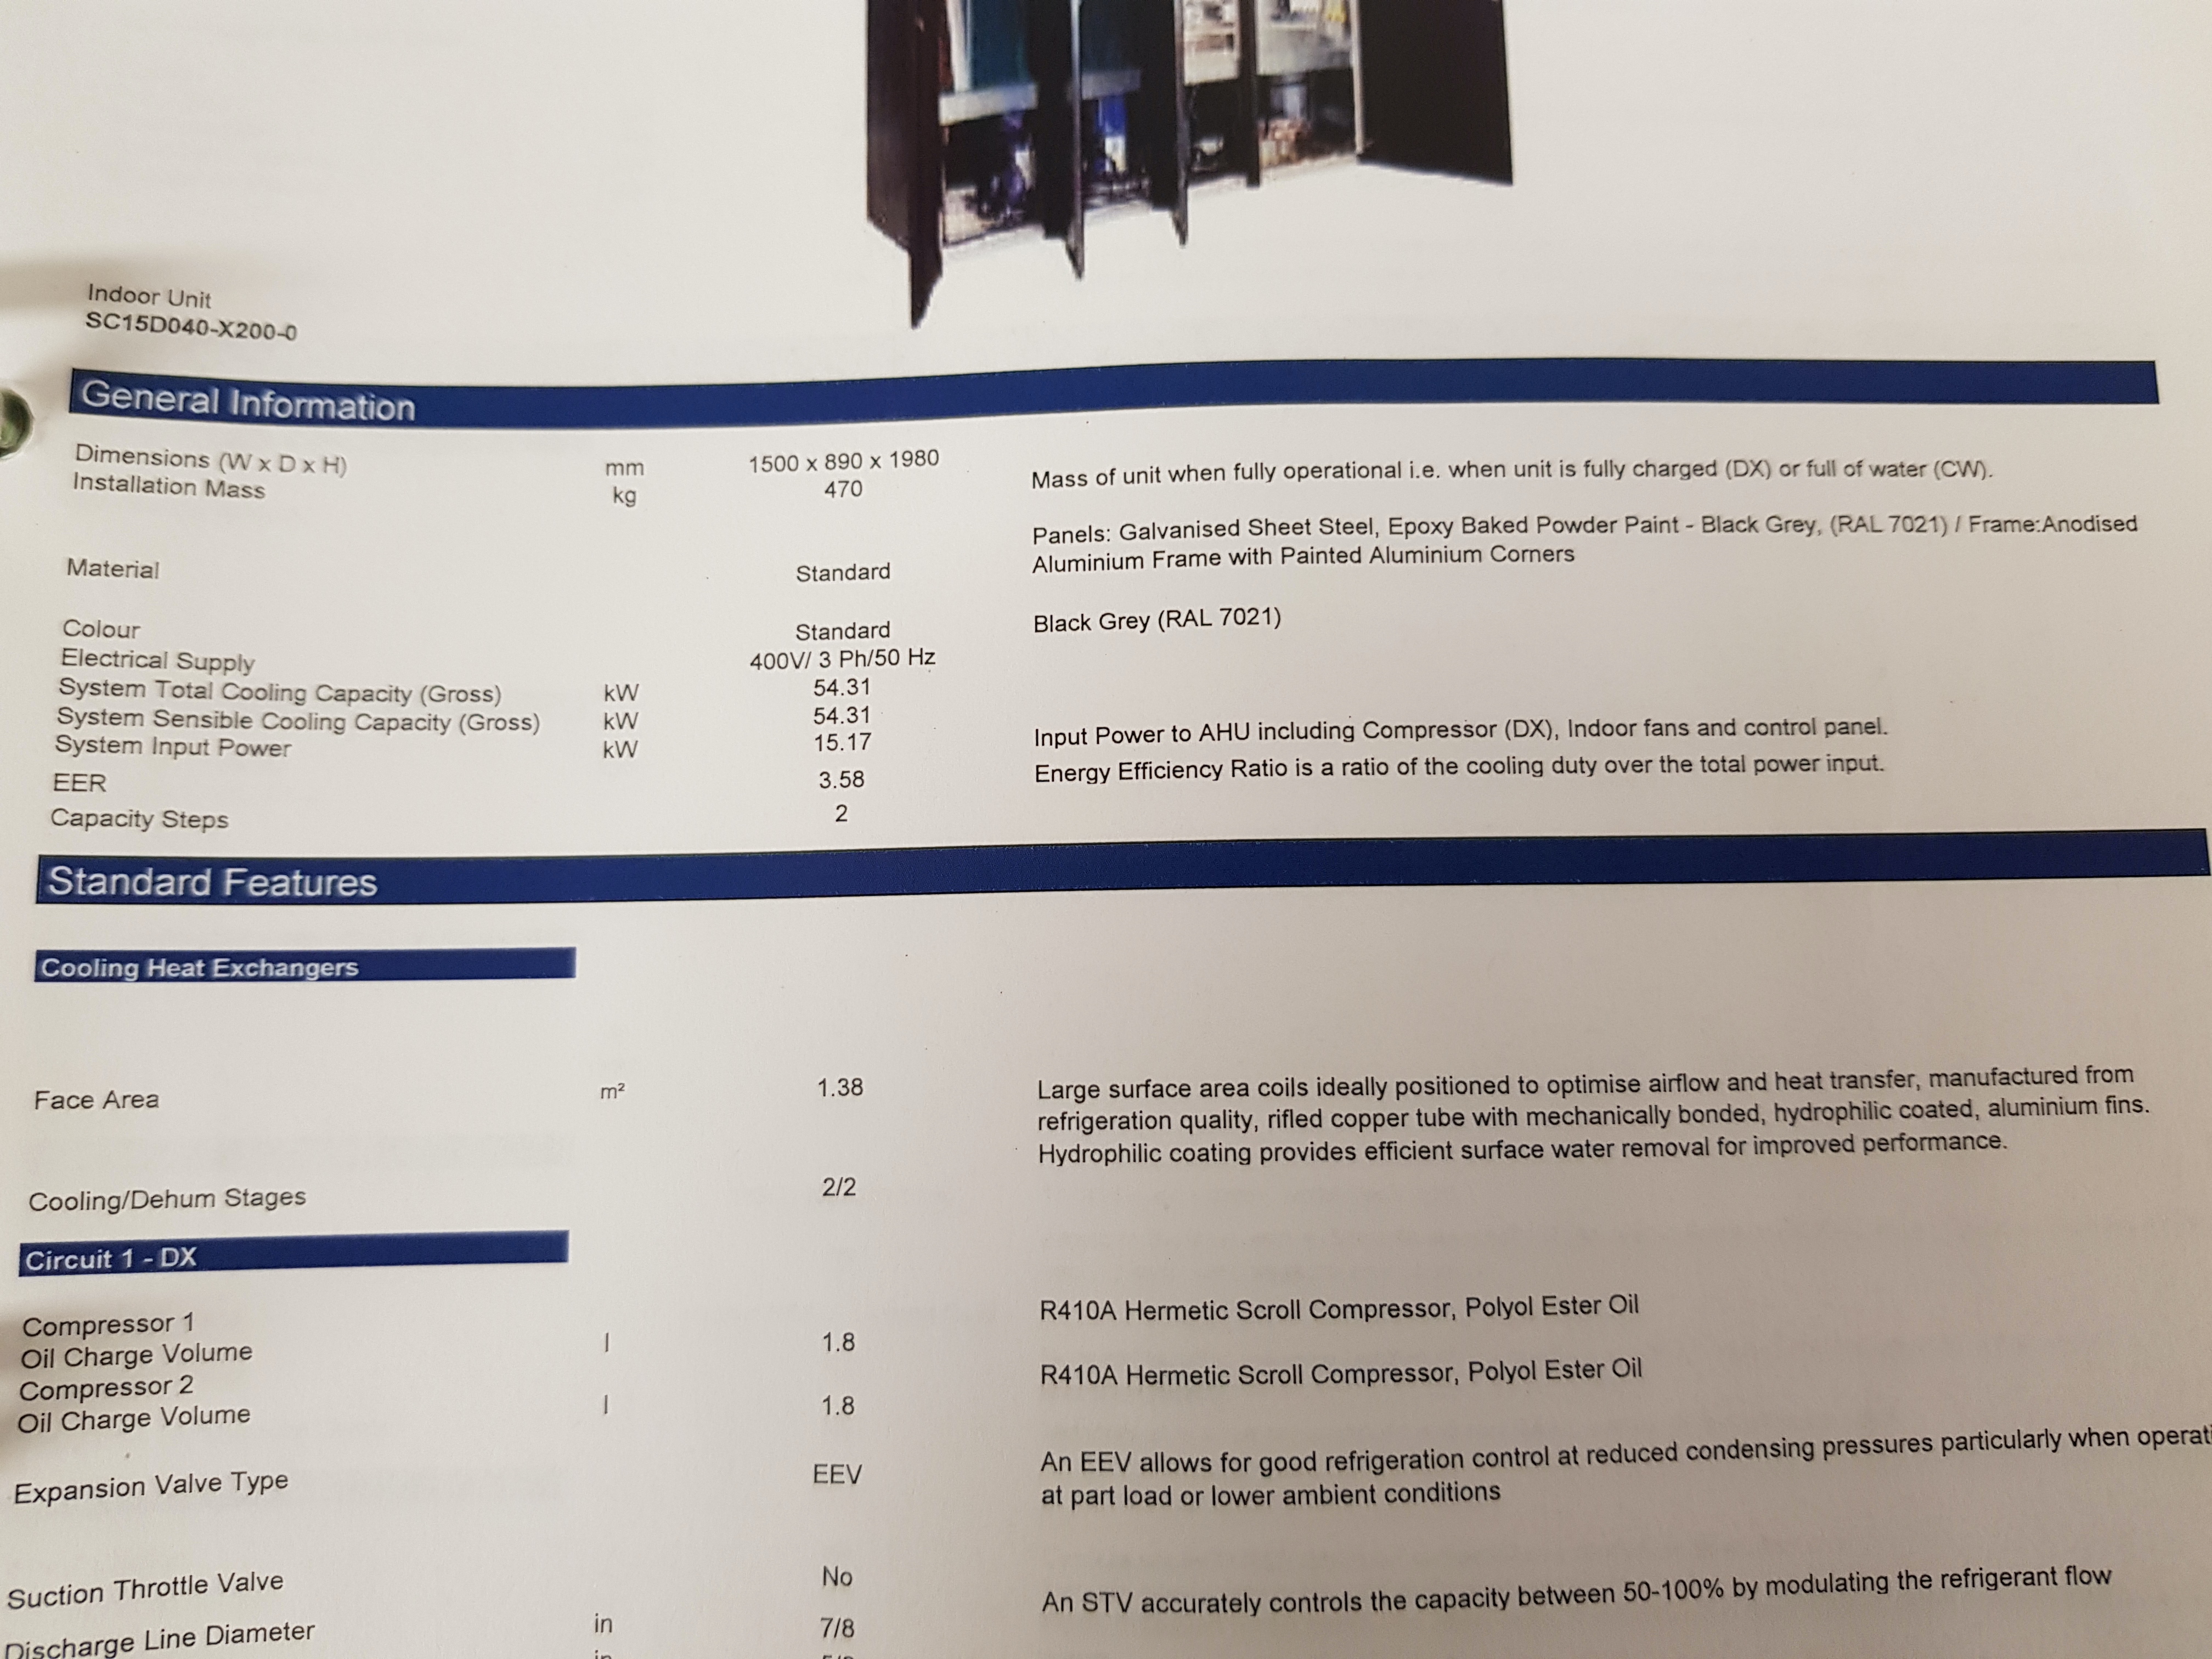 Indoor Unit
SC15D040-X200-0
General Information
Dimensions (W x D x H) mm 1500 x 890 x 1980
Installation Mass kg 470 Mass of unit when fully operational i.e. when unit is fully charged (DX) or full of water (CW).
Panels: Galvanised Sheet Steel, Epoxy Baked Powder Paint - Black Grey, (RAL 7021) / Frame:Anodised
Material Standard Aluminium Frame with Painted Aluminium Corners
Colour Standard Black Grey (RAL 7021)
Electrical Supply 400V/ 3 Ph/50 Hz
System Total Cooling Capacity (Gross) kW 54.31
System Sensible Cooling Capacity (Gross) kW 54.31
System Input Power kW 15.17 Input Power to AHU including Compressor (DX), Indoor fans and control panel.
EER 3.58 Energy Efficiency Ratio is a ratio of the cooling duty over the total power input.
Capacity Steps 2
Standard Features
Cooling Heat Exchangers
Face Area m² 1.38 Large surface area coils ideally positioned to optimise airflow and heat transfer, manufactured from
refrigeration quality, rifled copper tube with mechanically bonded, hydrophilic coated, aluminium fins.
Hydrophilic coating provides efficient surface water removal for improved performance.
Cooling/Dehum Stages 2/2
Circuit 1 - DX
Compressor 1 R410A Hermetic Scroll Compressor, Polyol Ester Oil
Oil Charge Volume l 1.8
Compressor 2 R410A Hermetic Scroll Compressor, Polyol Ester Oil
Oil Charge Volume l 1.8
Expansion Valve Type EEV An EEV allows for good refrigeration control at reduced condensing pressures particularly when operati
at part load or lower ambient conditions
Suction Throttle Valve No An STV accurately controls the capacity between 50-100% by modulating the refrigerant flow
Discharge Line Diameter in 7/8